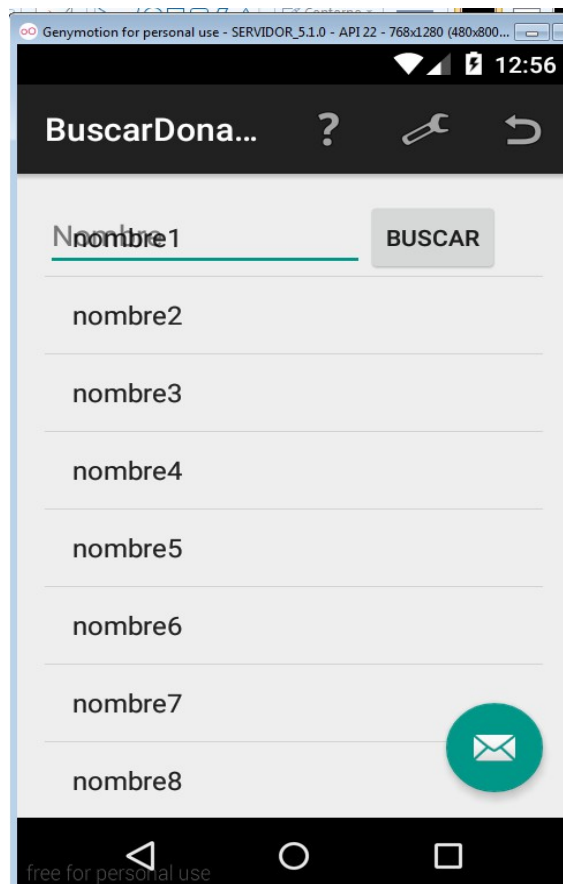 Genymotion for personal use - SERVIDOR_5.1.0 - API 22 - 768x1280 (480x800...
12:56
BuscarDona... ?
Nombre
nombre1
BUSCAR
nombre2
nombre3
nombre4
nombre5
nombre6
nombre7
nombre8
free for personal use